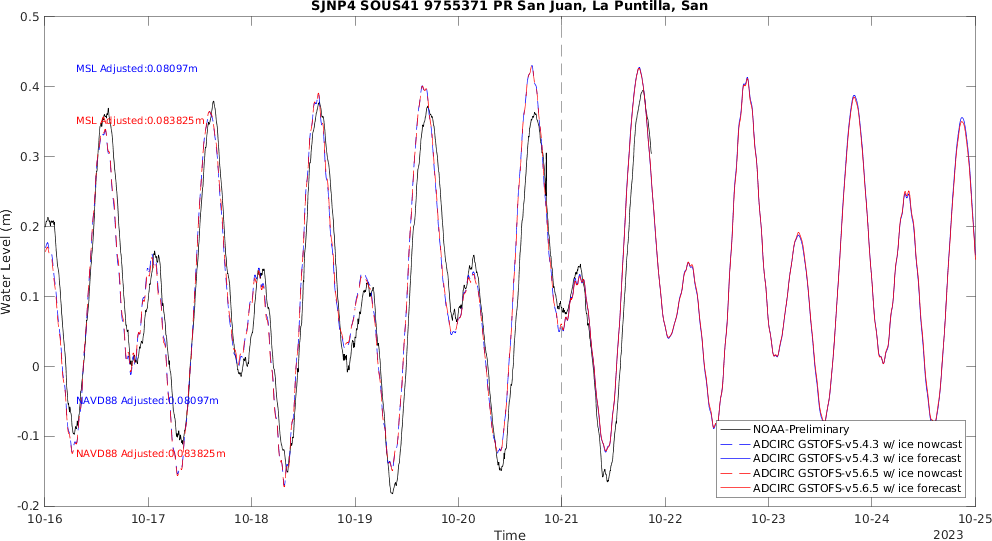 SJNP4 SOUS41 9755371 PR San Juan, La Puntilla, San
0.5
0.4
0.3
0.2
0.1
0
-0.1
-0.2
Water Level (m)
MSL Adjusted:0.08097m
MSL Adjusted:0.083825m
NAVD88 Adjusted:0.08097m
NAVD88 Adjusted:0.083825m
NOAA-Preliminary
ADCIRC GSTOFS-v5.4.3 w/ ice nowcast
ADCIRC GSTOFS-v5.4.3 w/ ice forecast
ADCIRC GSTOFS-v5.6.5 w/ ice nowcast
ADCIRC GSTOFS-v5.6.5 w/ ice forecast
10-16 10-17 10-18 10-19 10-20 10-21 10-22 10-23 10-24 10-25
Time
2023